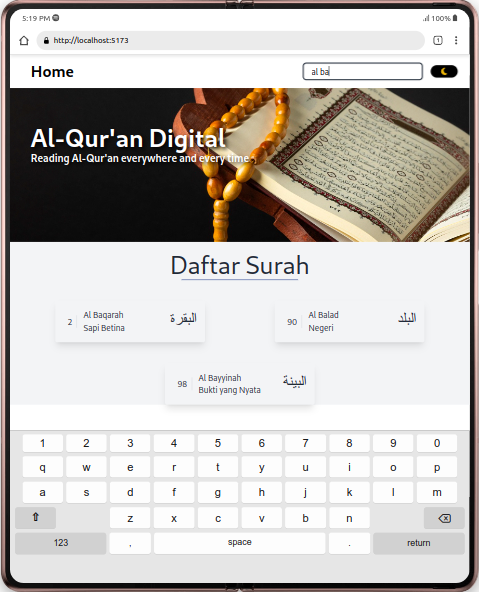 5:19 PM
100%
http://localhost:5173
1
Home
al ba
Al-Qur'an Digital
Reading Al-Qur'an everywhere and every time
Daftar Surah
2
Al Baqarah
Sapi Betina
البقرة
90
Al Balad
Negeri
البلد
98
Al Bayyinah
Bukti yang Nyata
البينة
1 2 3 4 5 6 7 8 9 0
q w e r t y u i o p
a s d f g h j k l m
z x c v b n
123 , space . return